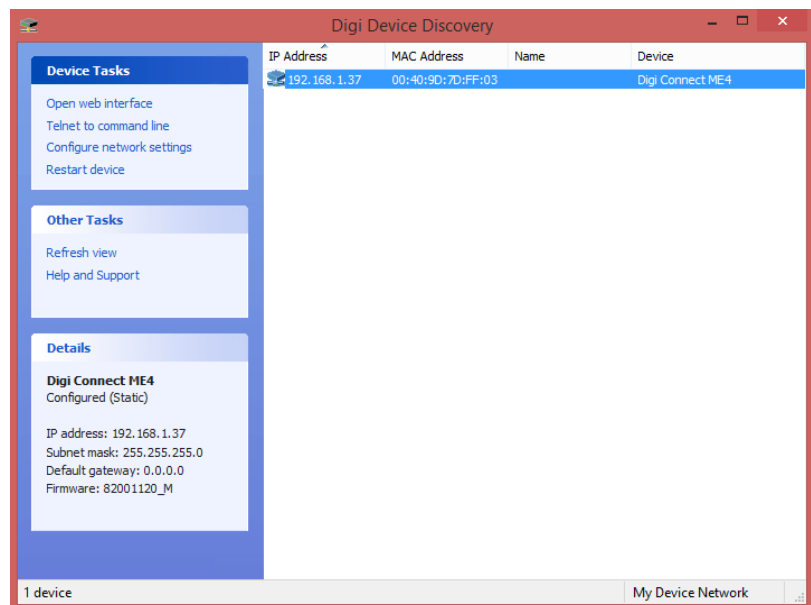 Digi Device Discovery
Device Tasks
Open web interface
Telnet to command line
Configure network settings
Restart device
Other Tasks
Refresh view
Help and Support
Details
Digi Connect ME4
Configured (Static)
IP address: 192.168.1.37
Subnet mask: 255.255.255.0
Default gateway: 0.0.0.0
Firmware: 82001120_M
IP Address MAC Address Name Device
192.168.1.37 00:40:9D:7D:FF:03 Digi Connect ME4
1 device My Device Network